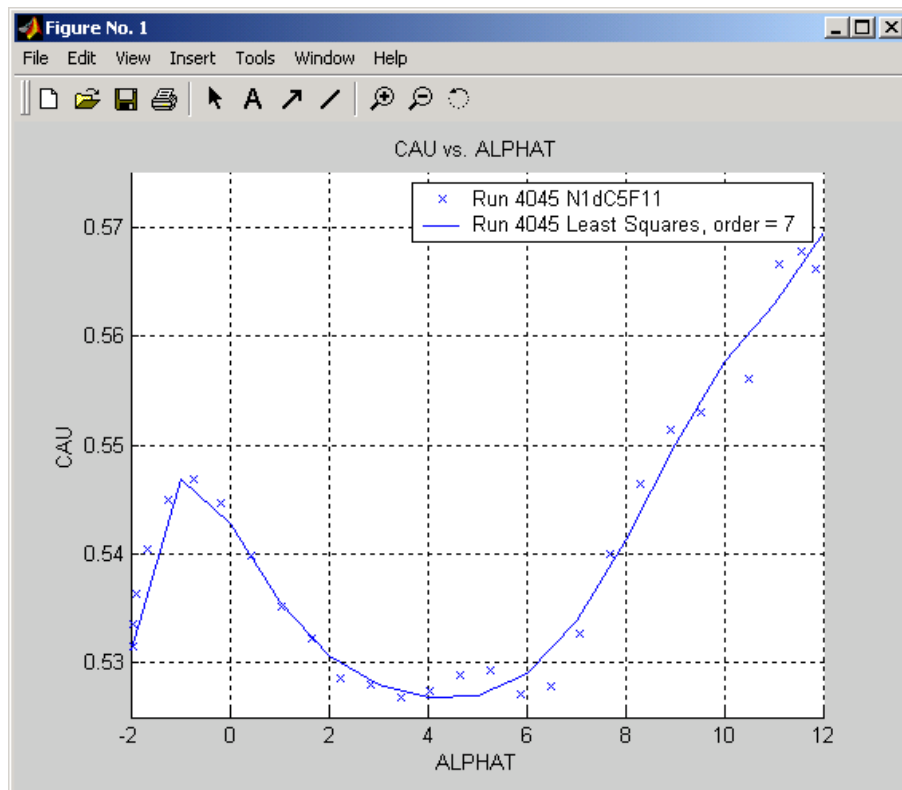 Figure No. 1
File Edit View Insert Tools Window Help
A
CAU vs. ALPHAT
Run 4045 N1dC5F11
Run 4045 Least Squares, order = 7
0.57
0.56
0.55
0.54
0.53
CAU
-2 0 2 4 6 8 10 12
ALPHAT